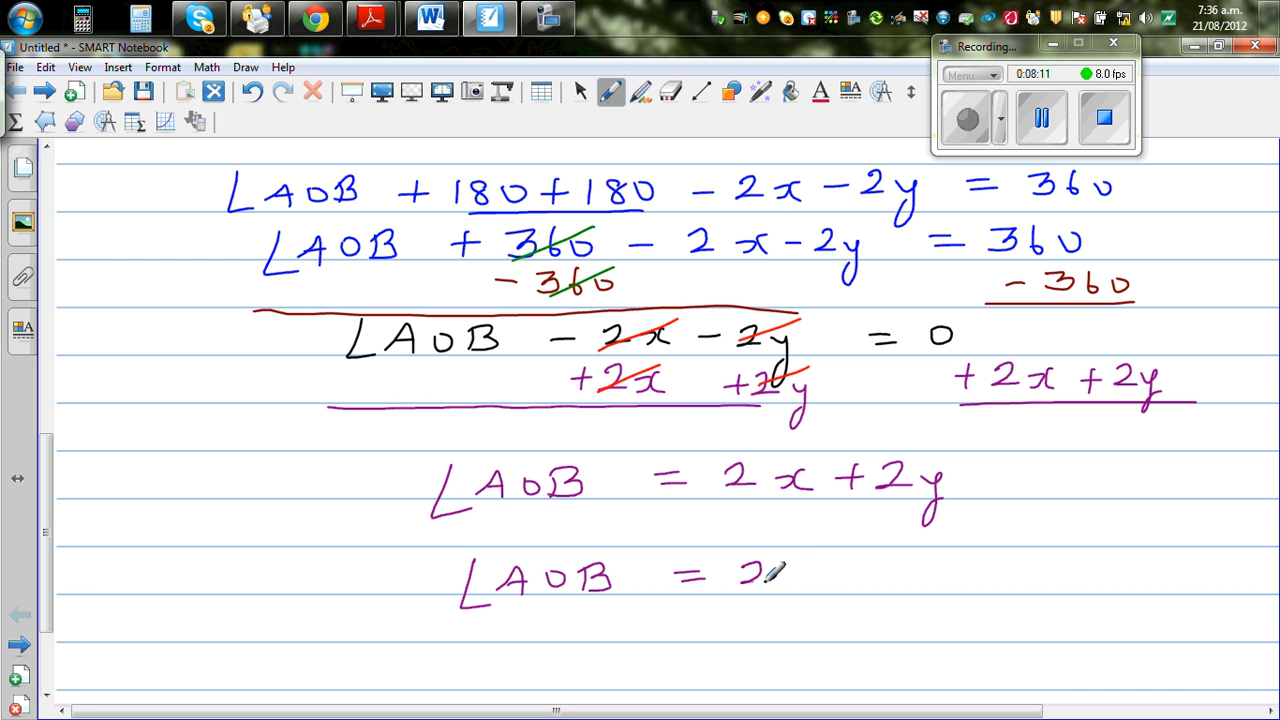 7:36 a.m.
21/08/2012
Untitled * - SMART Notebook
Recording...
File Edit View Insert Format Math Draw Help
Menu 0:08:11 8.0 fps
∠AOB + 180 + 180 - 2x - 2y = 360
∠AOB + 360 - 2x - 2y = 360
- 360 - 360
∠AOB - 2x - 2y = 0
+ 2x + 2y + 2x + 2y
∠AOB = 2x + 2y
∠AOB = 2